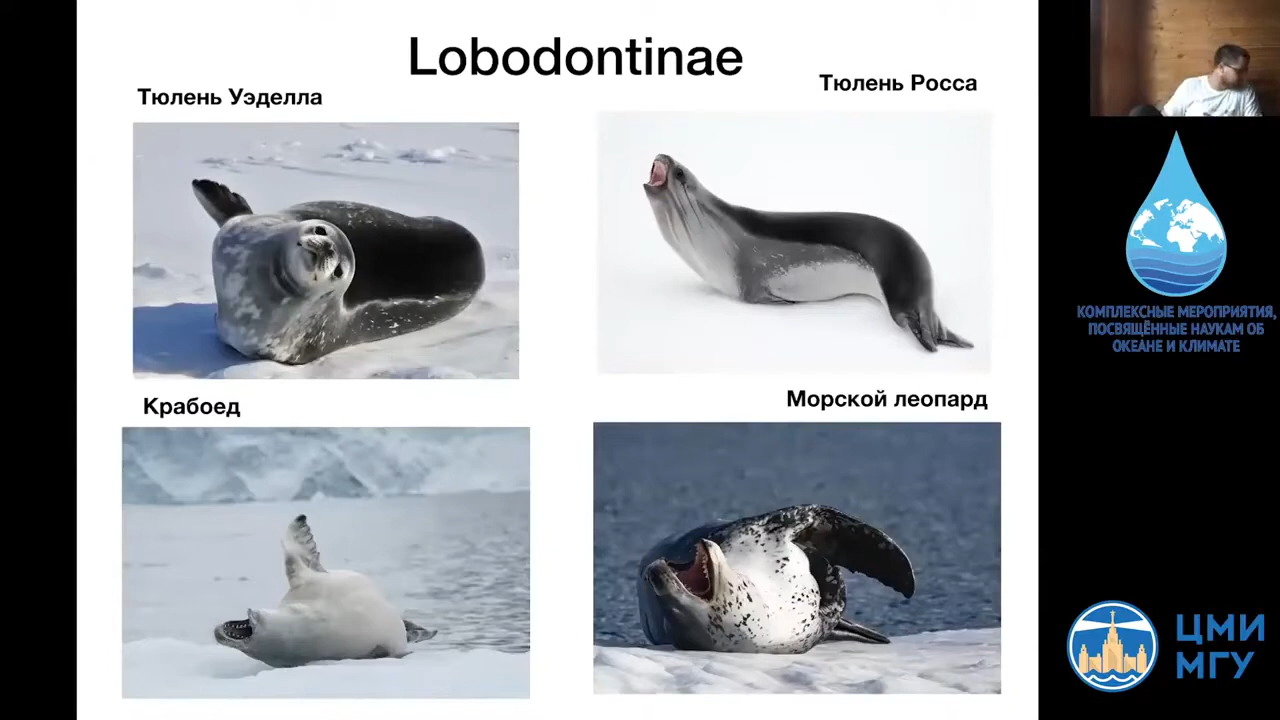 Lobodontinae
Тюлень Уэделла
Тюлень Росса
Крабоед
Морской леопард
КОМПЛЕКСНЫЕ МЕРОПРИЯТИЯ,
ПОСВЯЩЁННЫЕ НАУКАМ ОБ
ОКЕАНЕ И КЛИМАТЕ
ЦМИ
МГУ